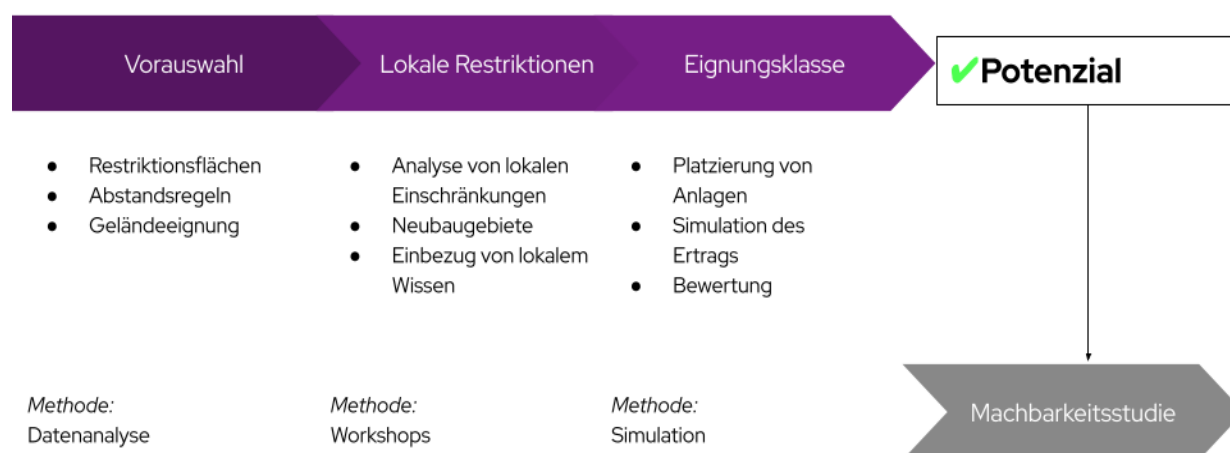 Vorauswahl
Lokale Restriktionen
Eignungsklasse
✔Potenzial
● Restriktionsflächen
● Abstandsregeln
● Geländeeignung
● Analyse von lokalen
Einschränkungen
● Neubaugebiete
● Einbezug von lokalem
Wissen
● Platzierung von
Anlagen
● Simulation des
Ertrags
● Bewertung
Methode:
Datenanalyse
Methode:
Workshops
Methode:
Simulation
Machbarkeitsstudie